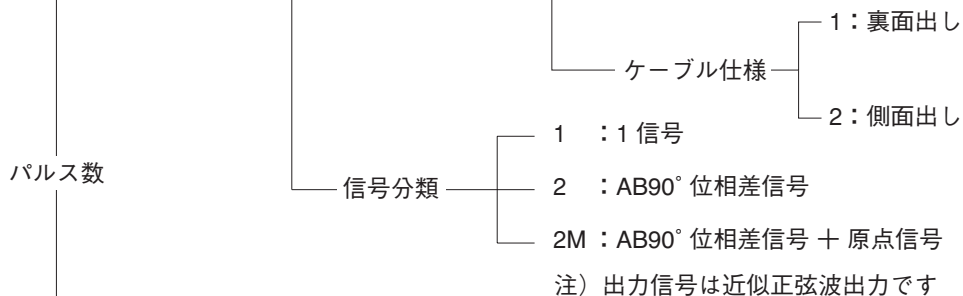 1：裏面出し
ケーブル仕様
2：側面出し
1 ：1 信号
パルス数
信号分類
2 ：AB90° 位相差信号
2M ：AB90° 位相差信号 ＋ 原点信号
注）出力信号は近似正弦波出力です